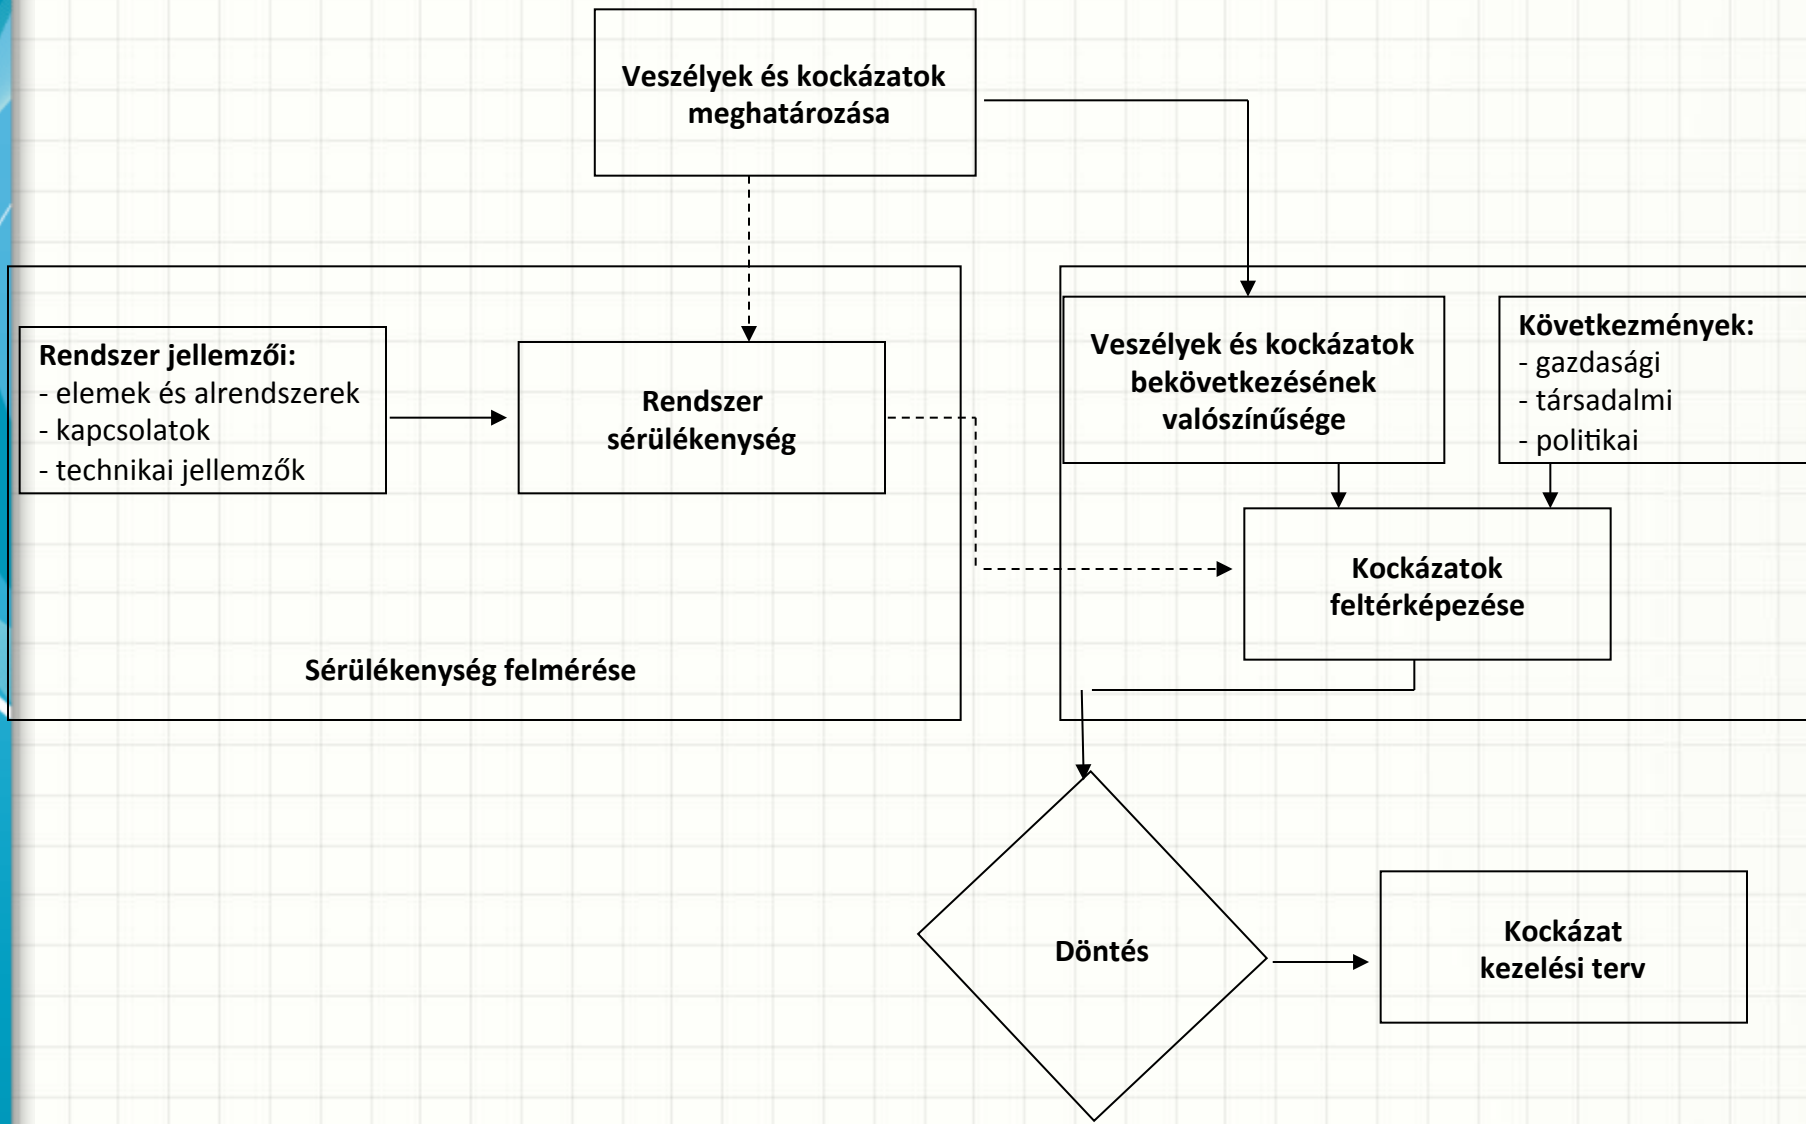 Veszélyek és kockázatok
meghatározása
Rendszer jellemzői:
- elemek és alrendszerek
- kapcsolatok
- technikai jellemzők
Rendszer
sérülékenység
Sérülékenység felmérése
Veszélyek és kockázatok
bekövetkezésének
valószínűsége
Következmények:
- gazdasági
- társadalmi
- politikai
Kockázatok
feltérképezése
Döntés
Kockázat
kezelési terv